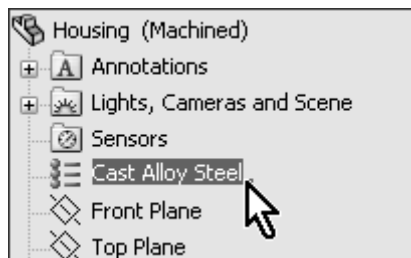 Housing (Machined)
A Annotations
Lights, Cameras and Scene
Sensors
Cast Alloy Steel
Front Plane
Top Plane